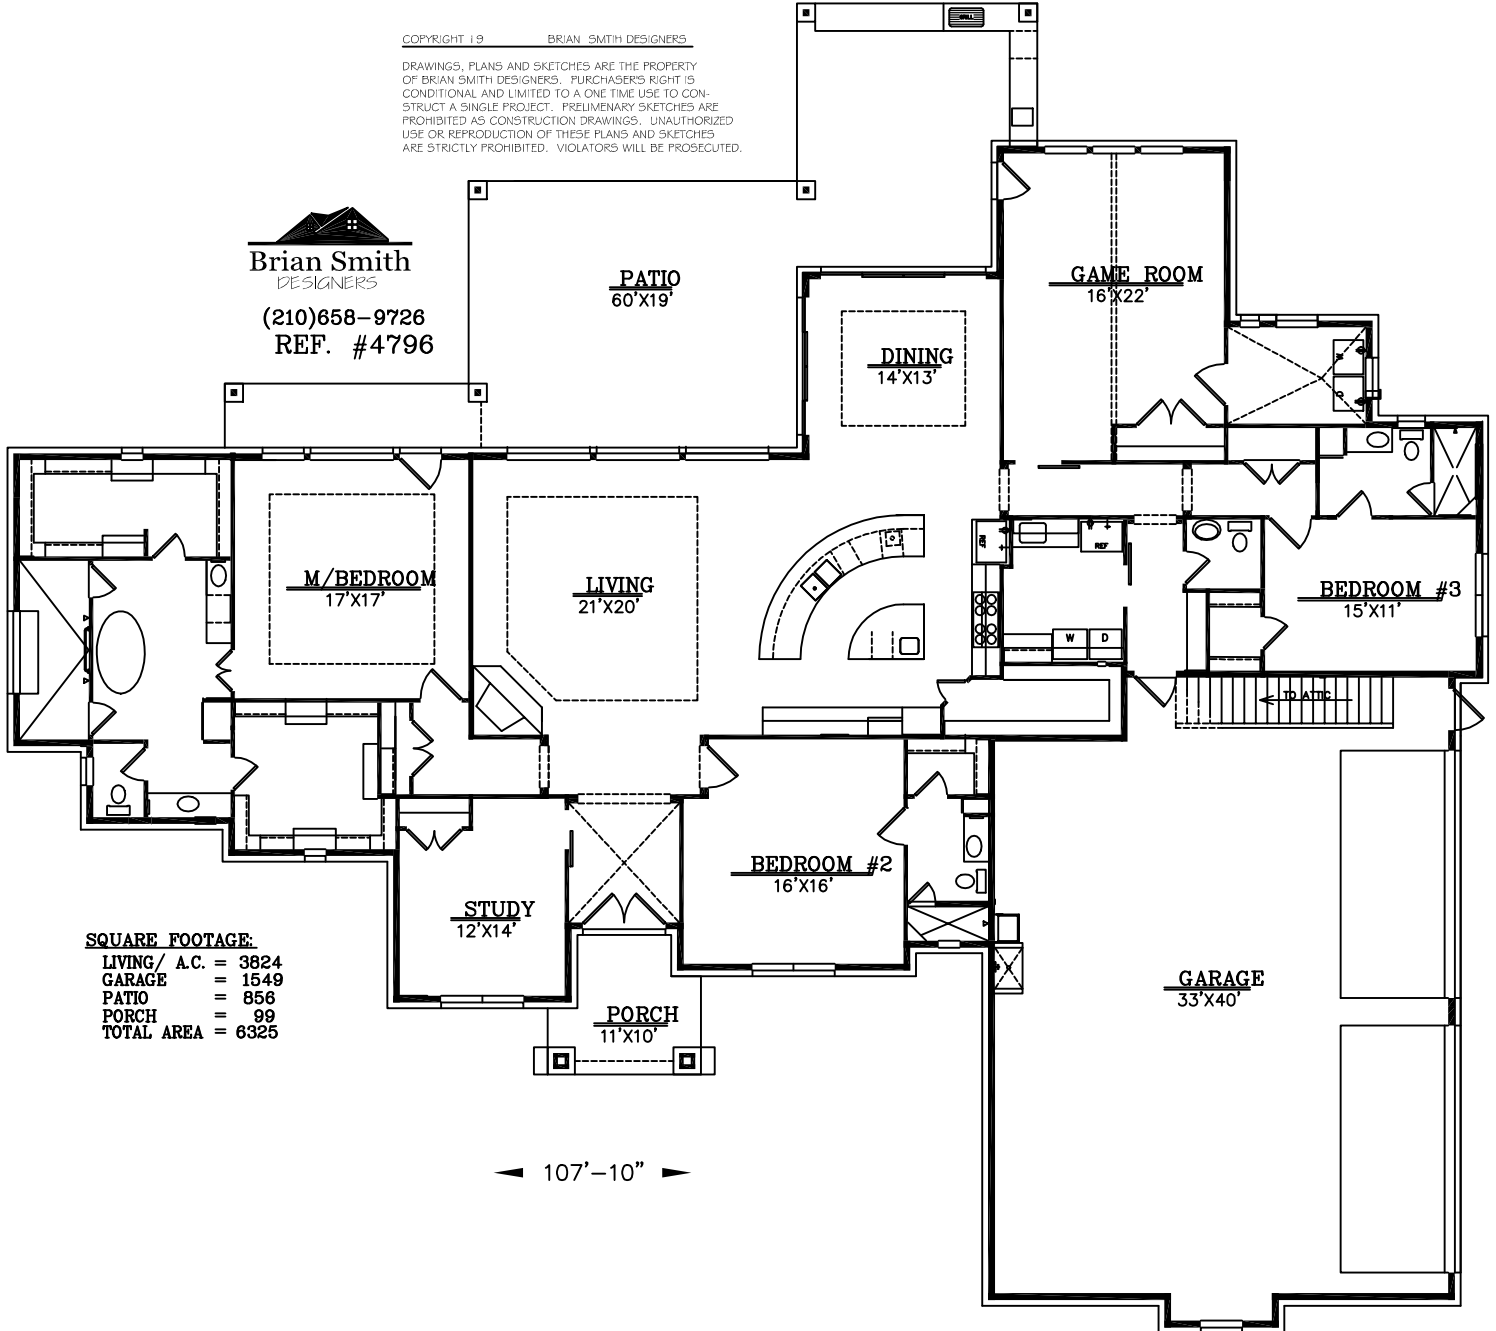 COPYRIGHT 19 BRIAN SMITH DESIGNERS
DRAWINGS, PLANS AND SKETCHES ARE THE PROPERTY
OF BRIAN SMITH DESIGNERS. PURCHASER'S RIGHT IS
CONDITIONAL AND LIMITED TO A ONE TIME USE TO CON-
STRUCT A SINGLE PROJECT. PRELIMENARY SKETCHES ARE
PROHIBITED AS CONSTRUCTION DRAWINGS. UNAUTHORIZED
USE OR REPRODUCTION OF THESE PLANS AND SKETCHES
ARE STRICTLY PROHIBITED. VIOLATORS WILL BE PROSECUTED.
Brian Smith
DESIGNERS
(210)658-9726
REF. #4796
GRILL
PATIO
60'X19'
GAME ROOM
16'X22'
DINING
14'X13'
W
D
M/BEDROOM
17'X17'
LIVING
21'X20'
REF
REF
W
D
BEDROOM #3
15'X11'
TO ATTIC
BEDROOM #2
16'X16'
STUDY
12'X14'
PORCH
11'X10'
GARAGE
33'X40'
SQUARE FOOTAGE:
LIVING/ A.C. = 3824
GARAGE = 1549
PATIO = 856
PORCH = 99
TOTAL AREA = 6325
107'-10"